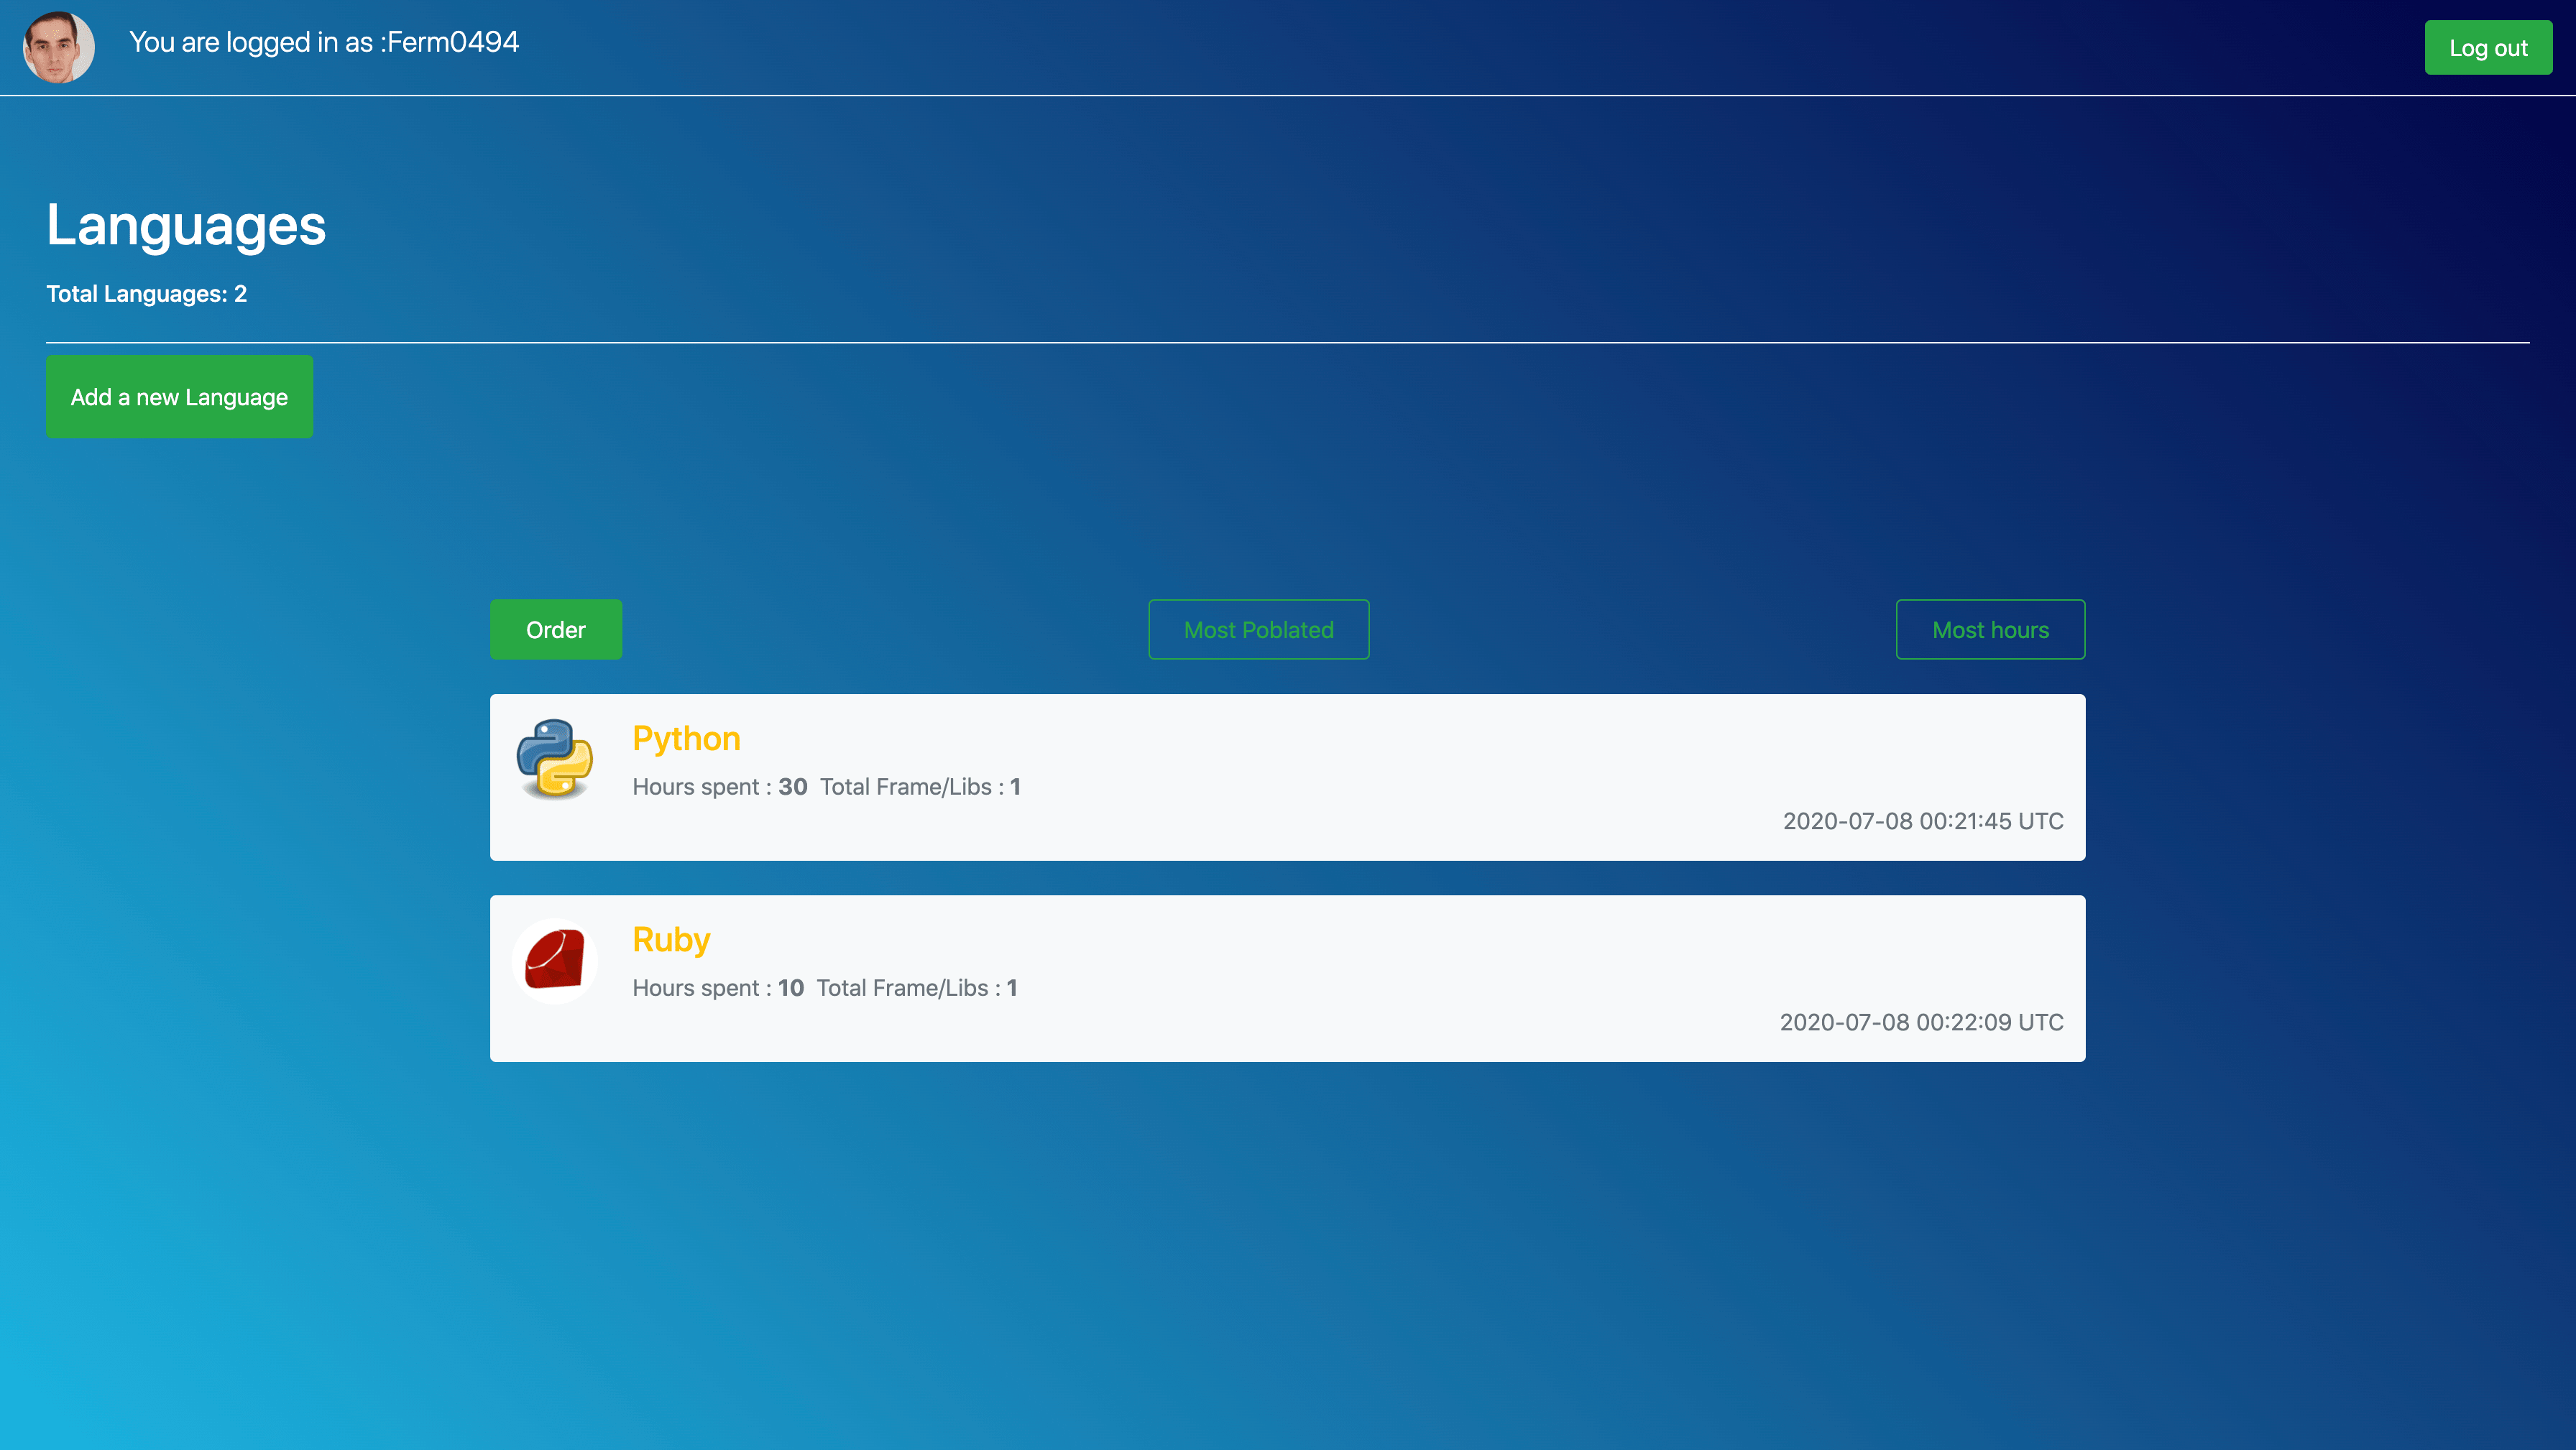 You are logged in as :Ferm0494
Log out
Languages
Total Languages: 2
Add a new Language
Order
Most Poblated
Most hours
Python
Hours spent : 30 Total Frame/Libs : 1
2020-07-08 00:21:45 UTC
Ruby
Hours spent : 10 Total Frame/Libs : 1
2020-07-08 00:22:09 UTC